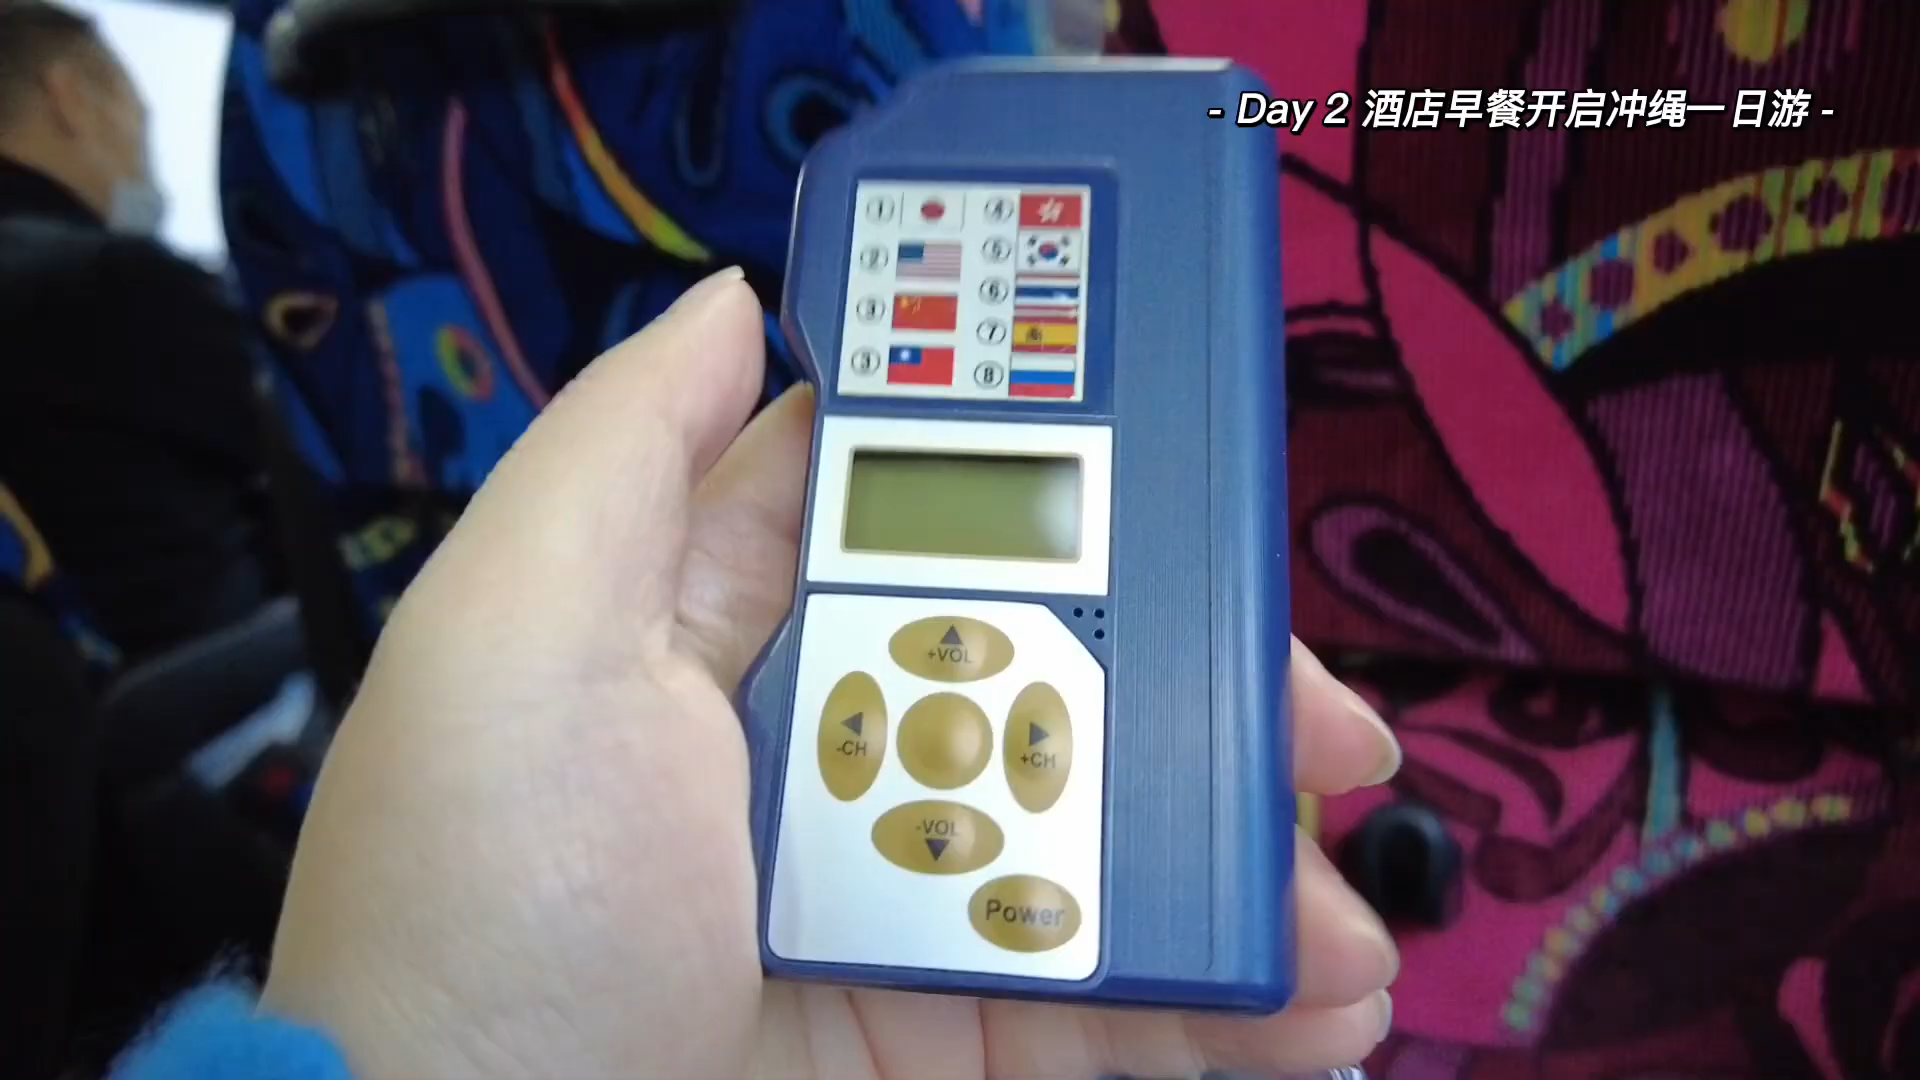 - Day 2 酒店早餐开启冲绳一日游 -
① ④
② ⑤
③ ⑥
③ ⑦
⑧
+VOL
-CH
+CH
-VOL
Power